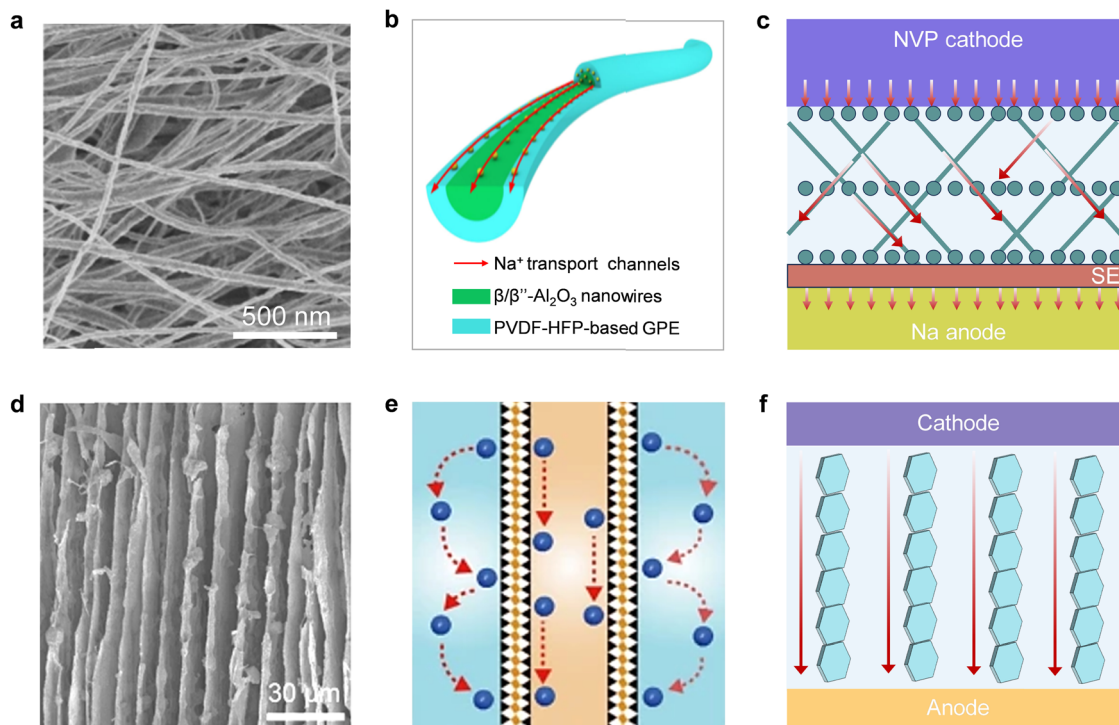 a
500 nm
b
Na⁺ transport channels
β/β’’-Al₂O₃ nanowires
PVDF-HFP-based GPE
c
NVP cathode
SE
Na anode
d
30 μm
e
f
Cathode
Anode